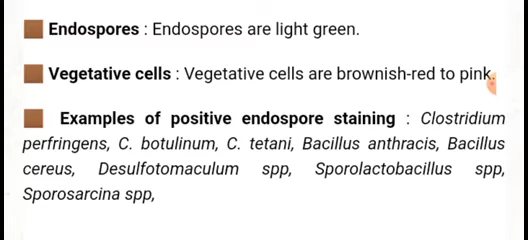 Endospores : Endospores are light green.
Vegetative cells : Vegetative cells are brownish-red to pink.
Examples of positive endospore staining : Clostridium
perfringens, C. botulinum, C. tetani, Bacillus anthracis, Bacillus
cereus, Desulfotomaculum spp, Sporolactobacillus spp,
Sporosarcina spp,